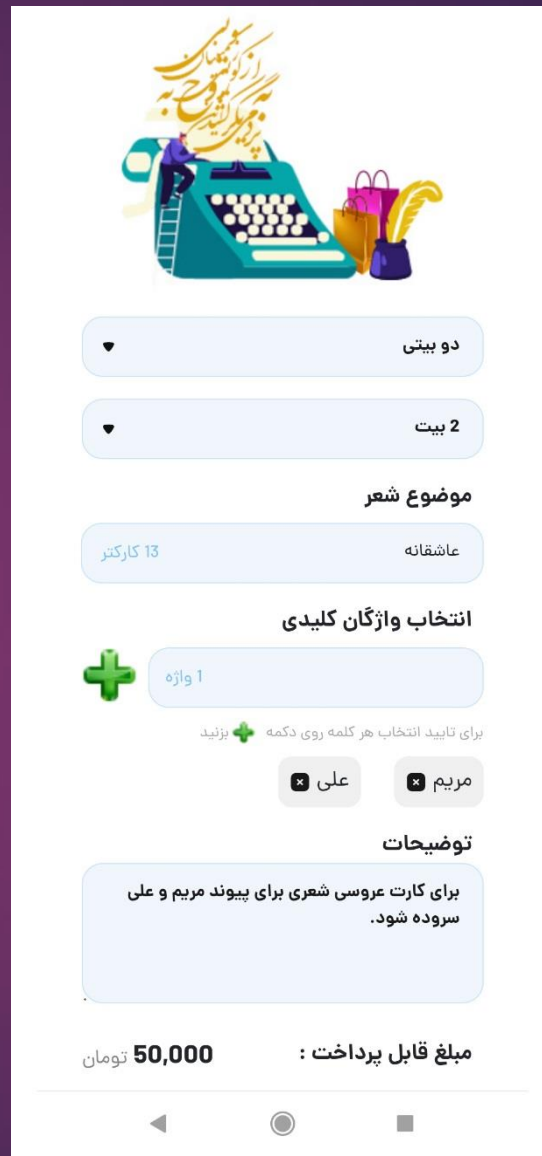 دو بیتی
2 بیت
موضوع شعر
عاشقانه
13 کارکتر
انتخاب واژگان کلیدی
1 واژه
برای تایید انتخاب هر کلمه روی دکمه بزنید
مریم
علی
توضیحات
برای کارت عروسی شعری برای پیوند مریم و علی
سروده شود.
مبلغ قابل پرداخت : 50,000 تومان